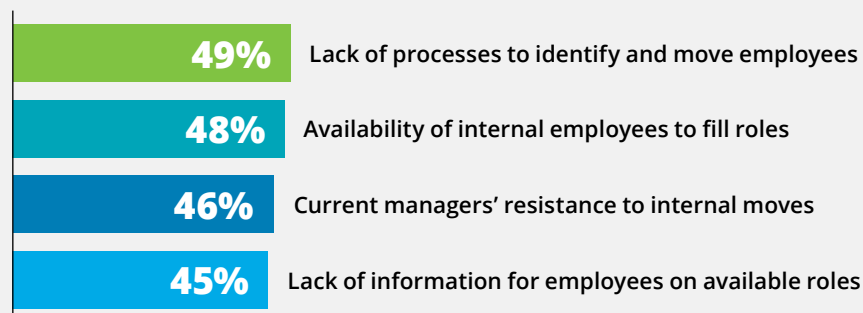 49% Lack of processes to identify and move employees
48% Availability of internal employees to fill roles
46% Current managers’ resistance to internal moves
45% Lack of information for employees on available roles